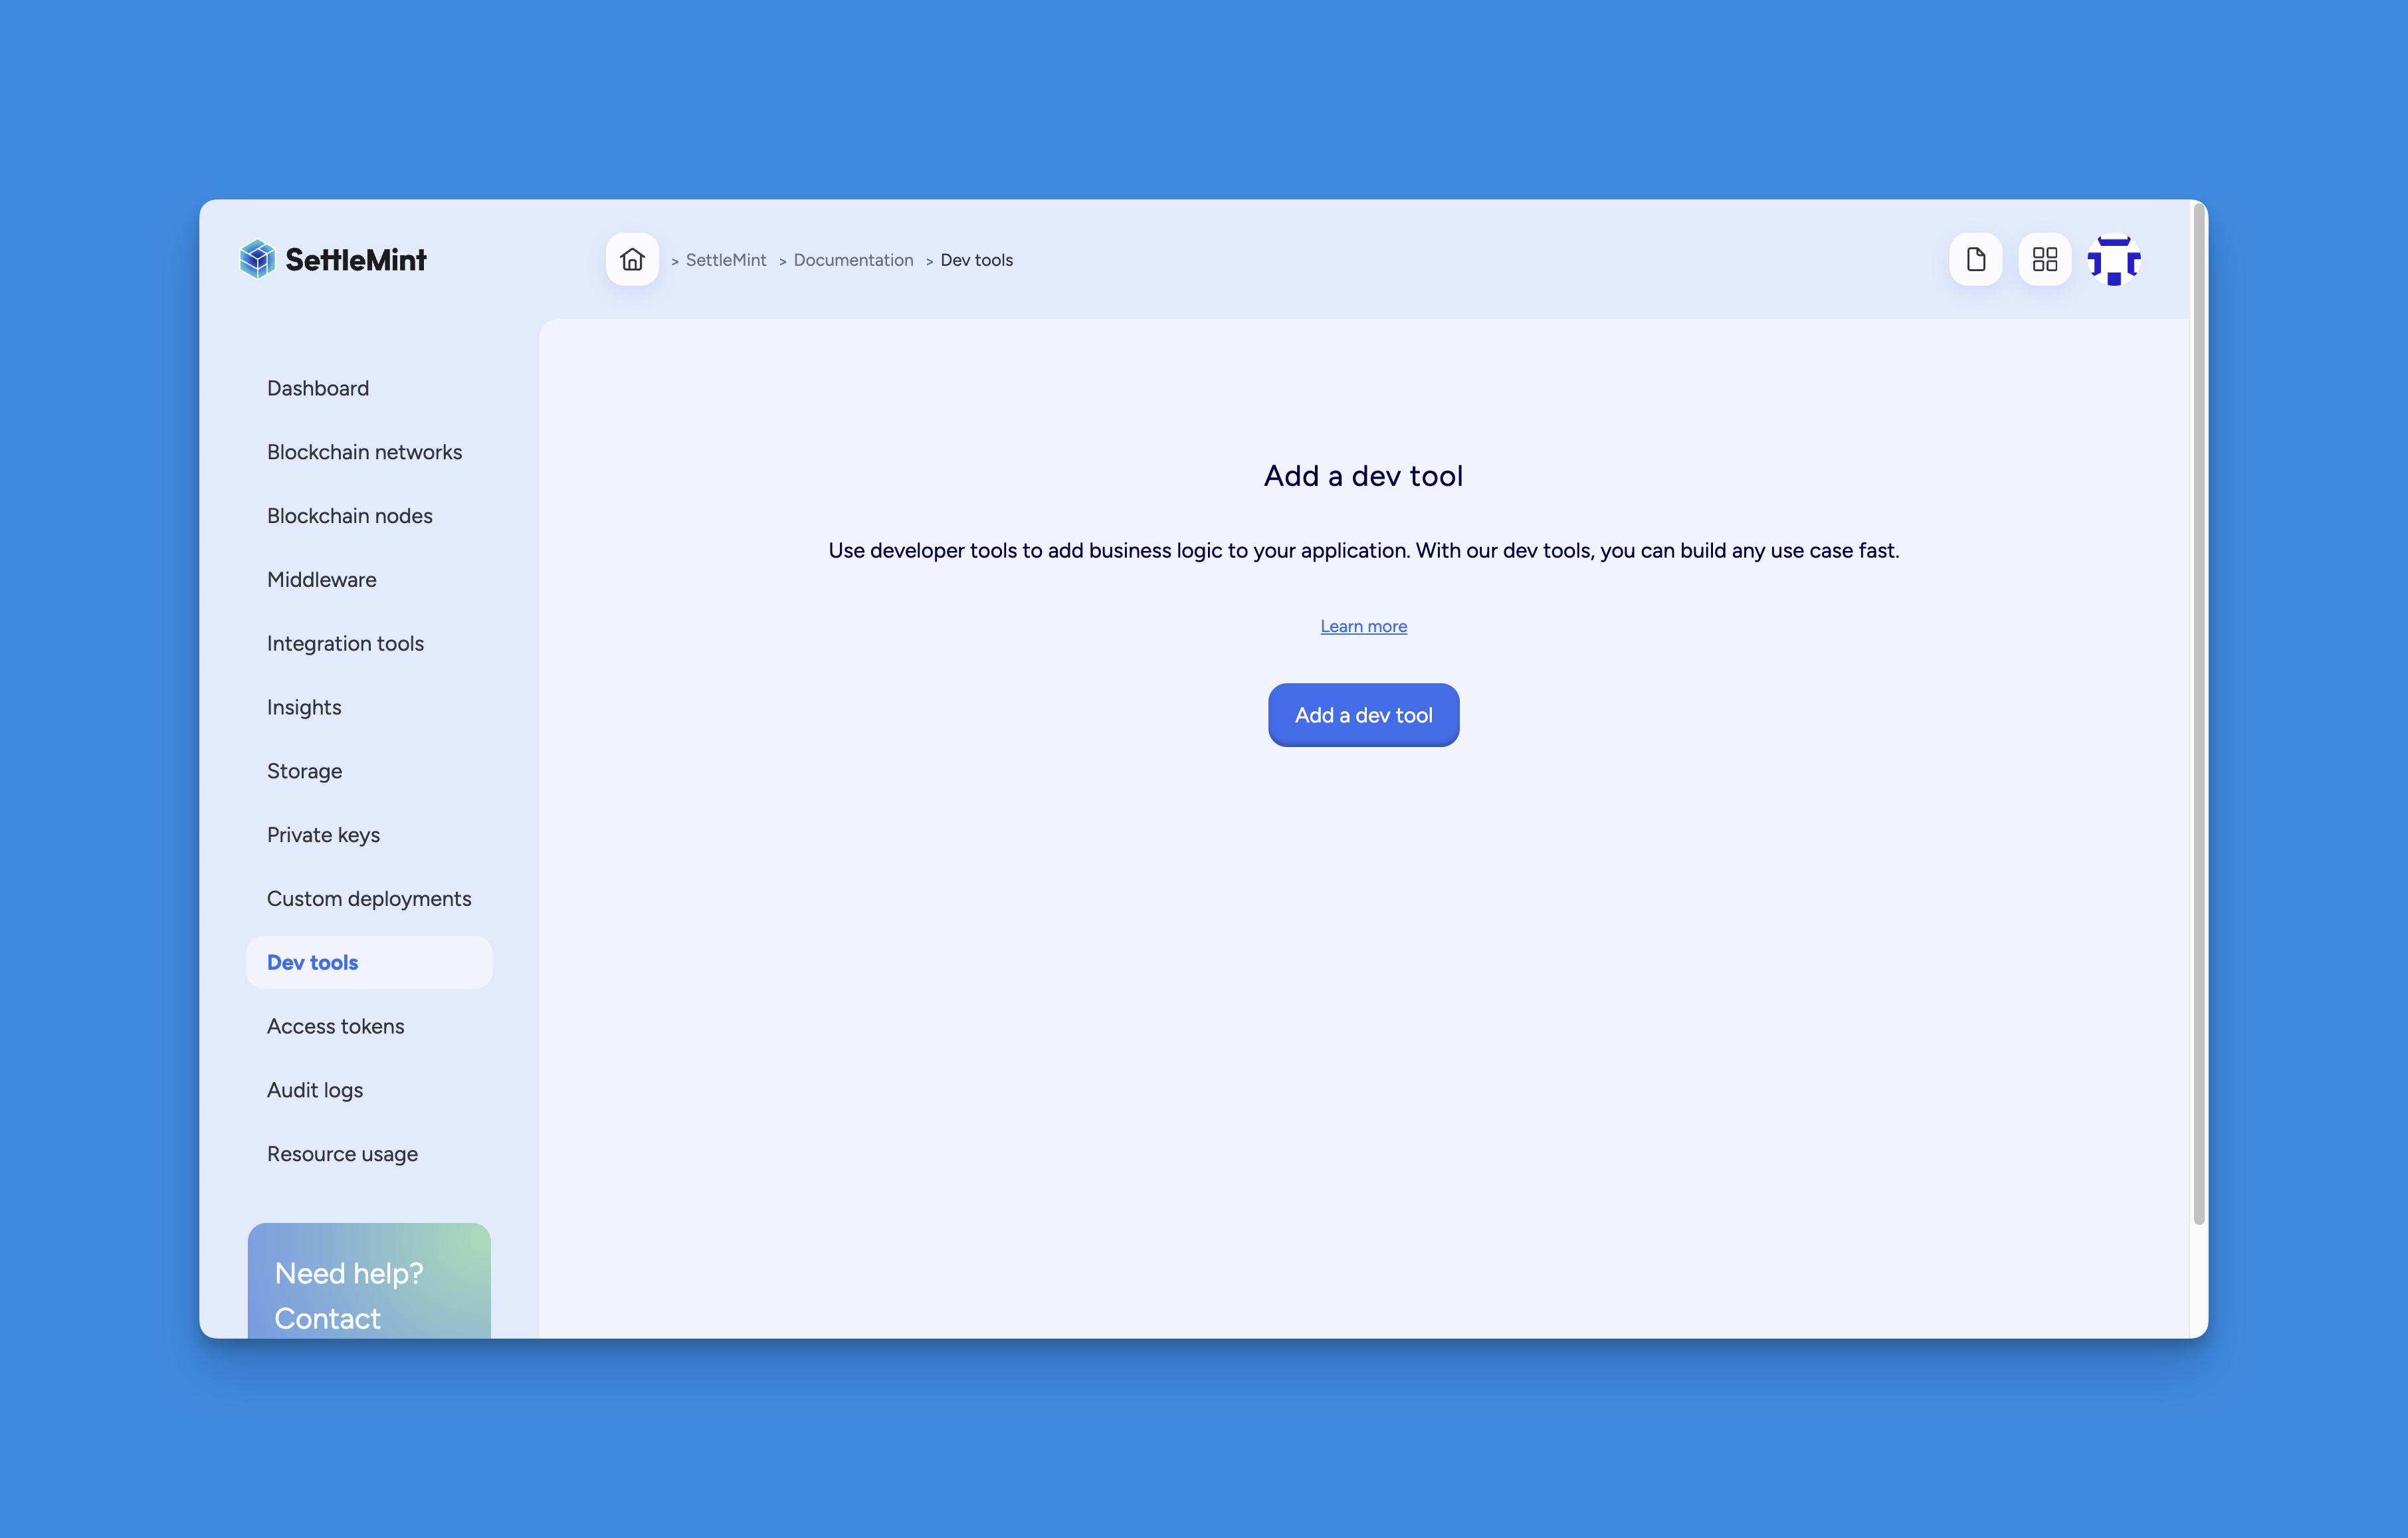 SettleMint
> SettleMint > Documentation > Dev tools
Dashboard
Blockchain networks
Blockchain nodes
Middleware
Integration tools
Insights
Storage
Private keys
Custom deployments
Dev tools
Access tokens
Audit logs
Resource usage
Need help?
Contact
Add a dev tool
Use developer tools to add business logic to your application. With our dev tools, you can build any use case fast.
Learn more
Add a dev tool